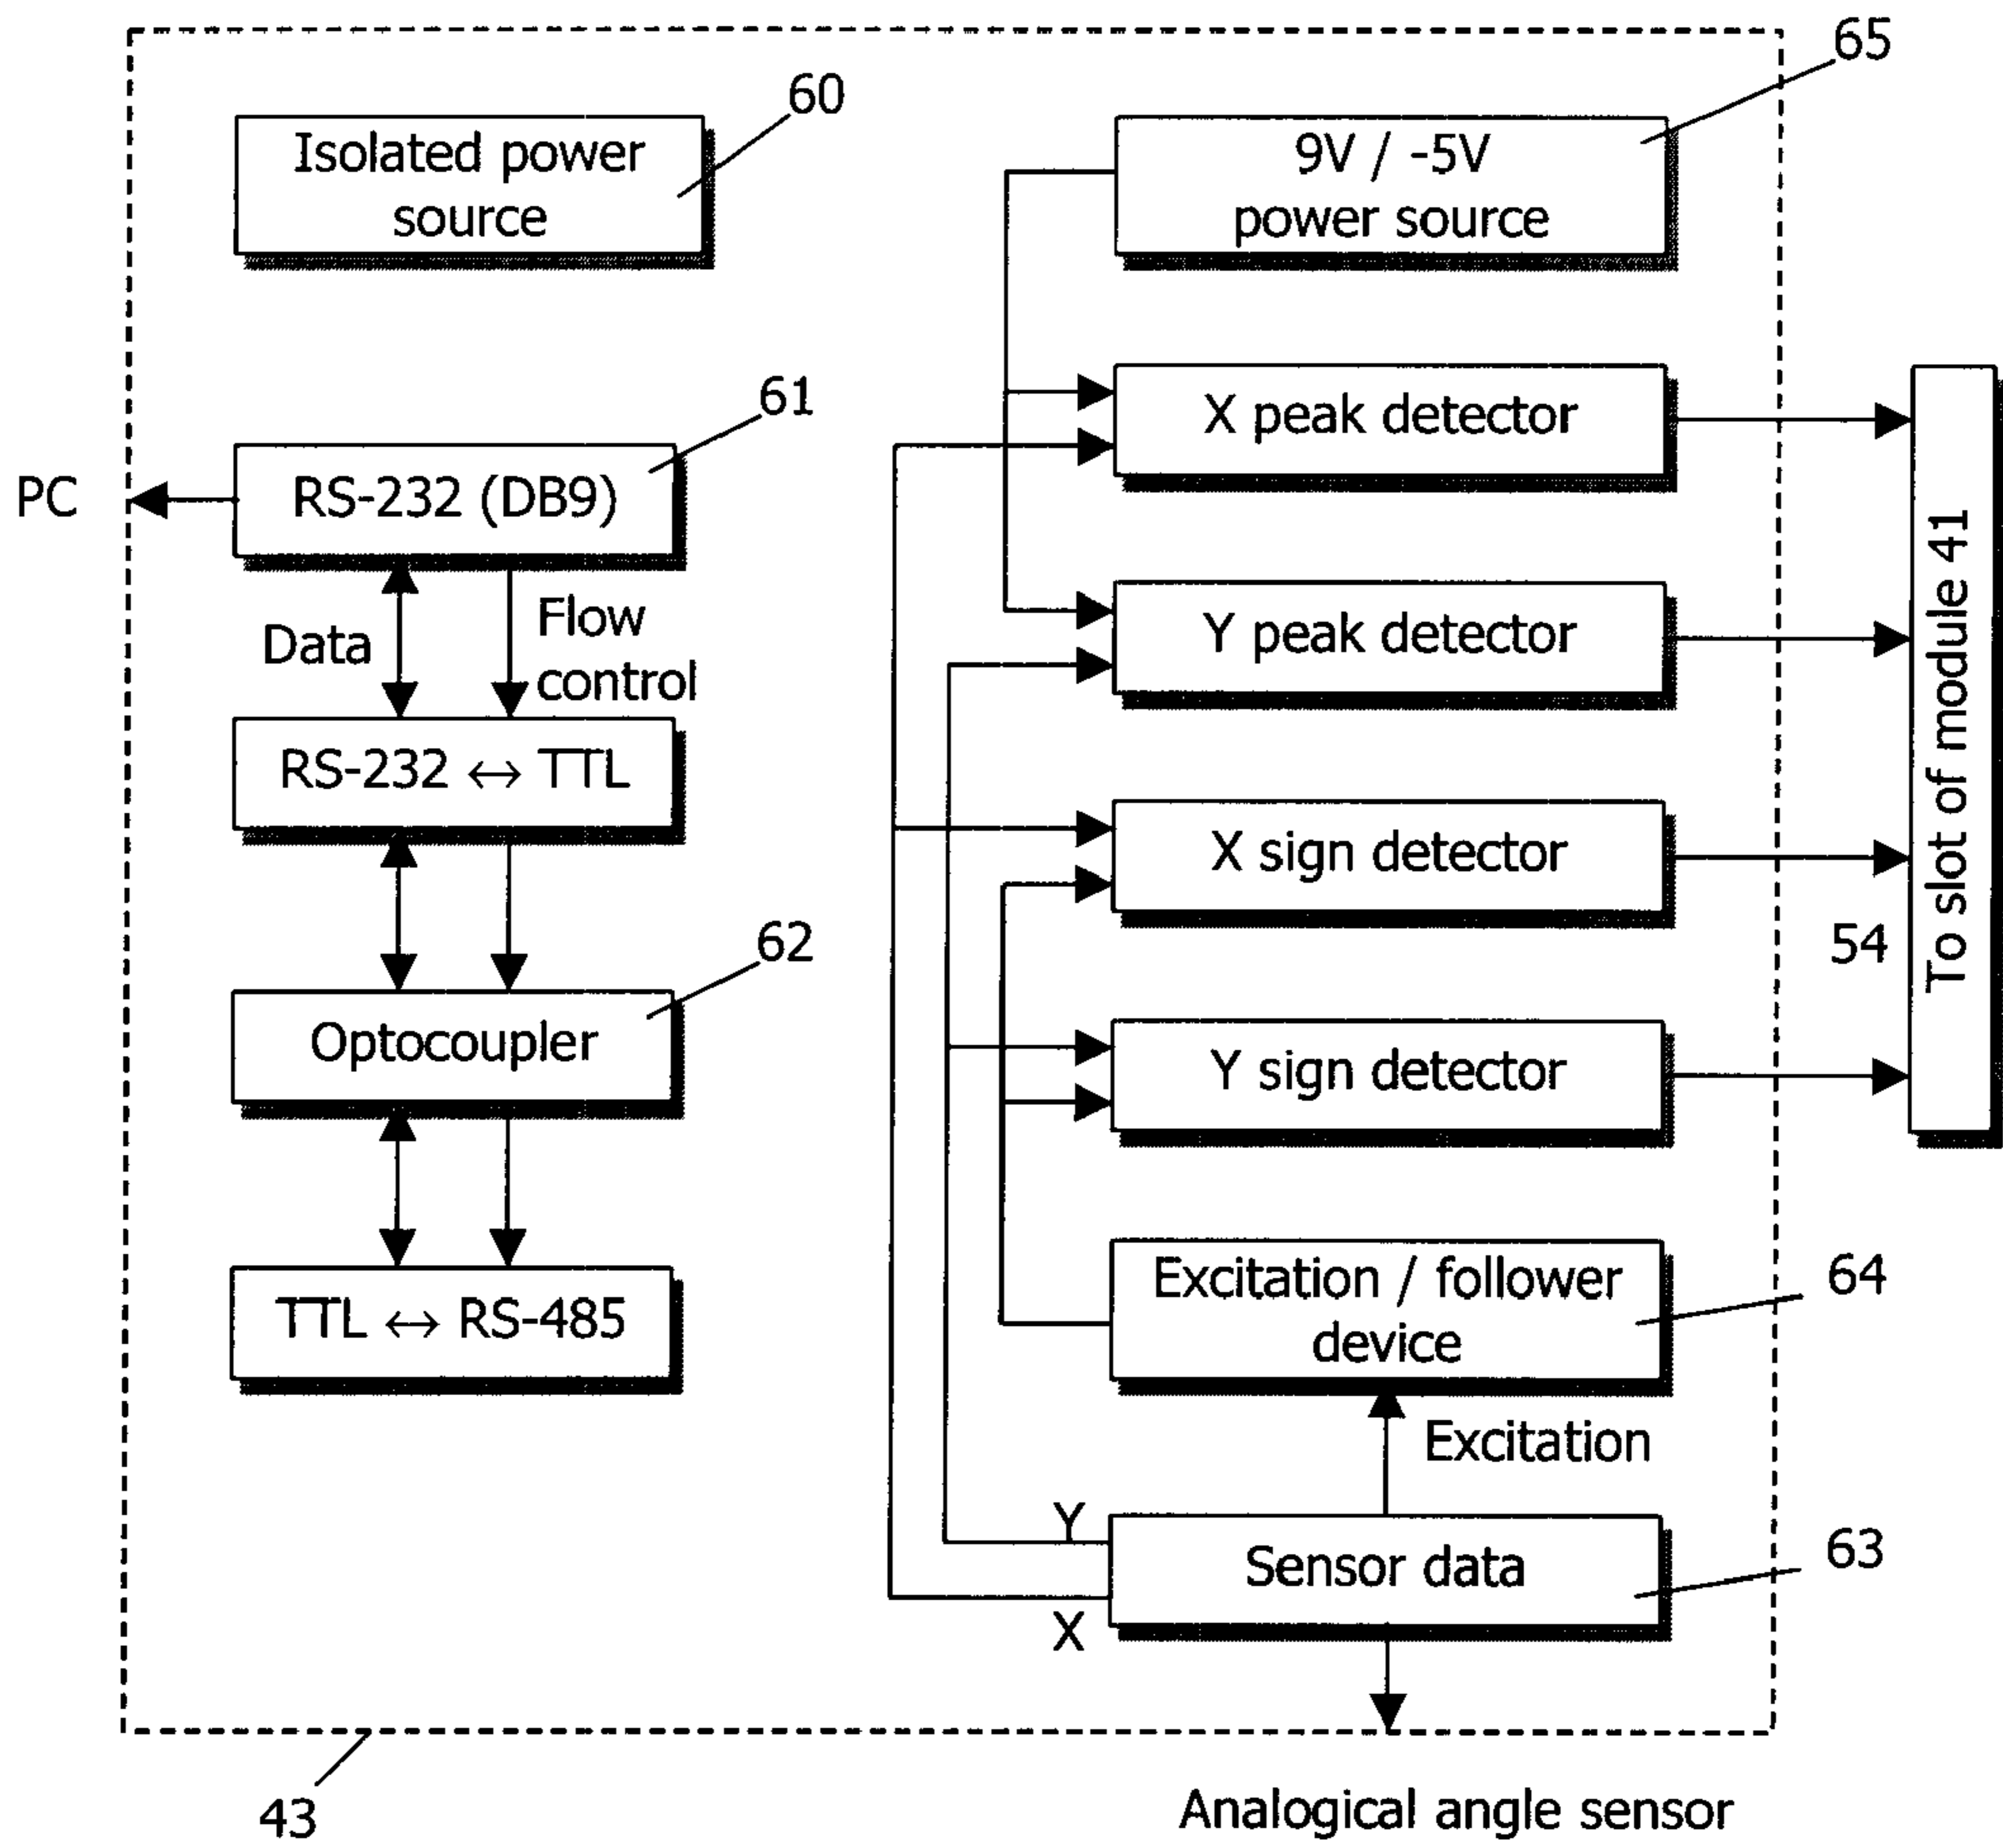 65
60
Isolated power
source
9V / -5V
power source
61
X peak detector
PC
RS-232 (DB9)
Data
Flow
control
Y peak detector
RS-232 ↔ TTL
X sign detector
To slot of module 41
54
62
Optocoupler
Y sign detector
TTL ↔ RS-485
Excitation / follower
device
64
Excitation
Y
Sensor data
63
X
43
Analogical angle sensor